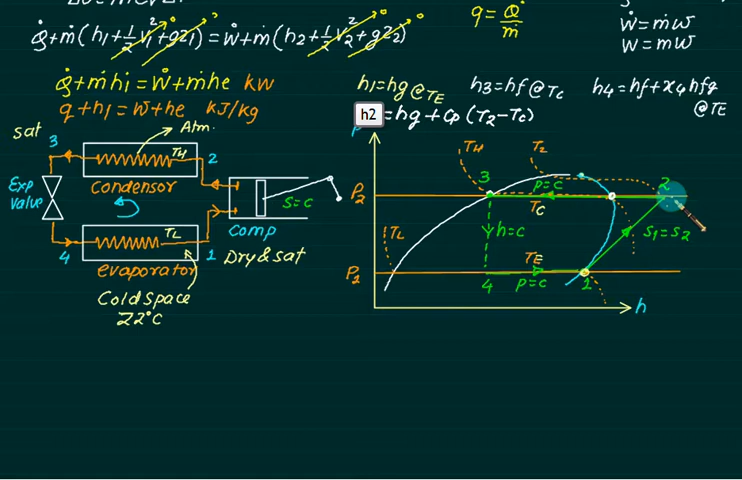 q = Q̇/ṁ
Ẇ = ṁw
W = mw
Q̇+ṁ(h1+½v1²+gz1)=Ẇ+ṁ(h2+½v2²+gz2)
Q̇+ṁhi=Ẇ+ṁhe kW
q+h1=w+he kJ/kg
h1=hg@TE
h3=hf@Tc
h4=hf+x4hfg
@TE
h2 =hg+Cp(T2-Tc)
sat
Atm.
3
TH
2
condensor
Exp
valve
S=c
comp
TL
4
evaporator
1
Dry&sat
Cold space
22°C
P2
P1
TH
T2
TL
3
p=c
2
Tc
h=c
S1=S2
TE
4
p=c
1
h